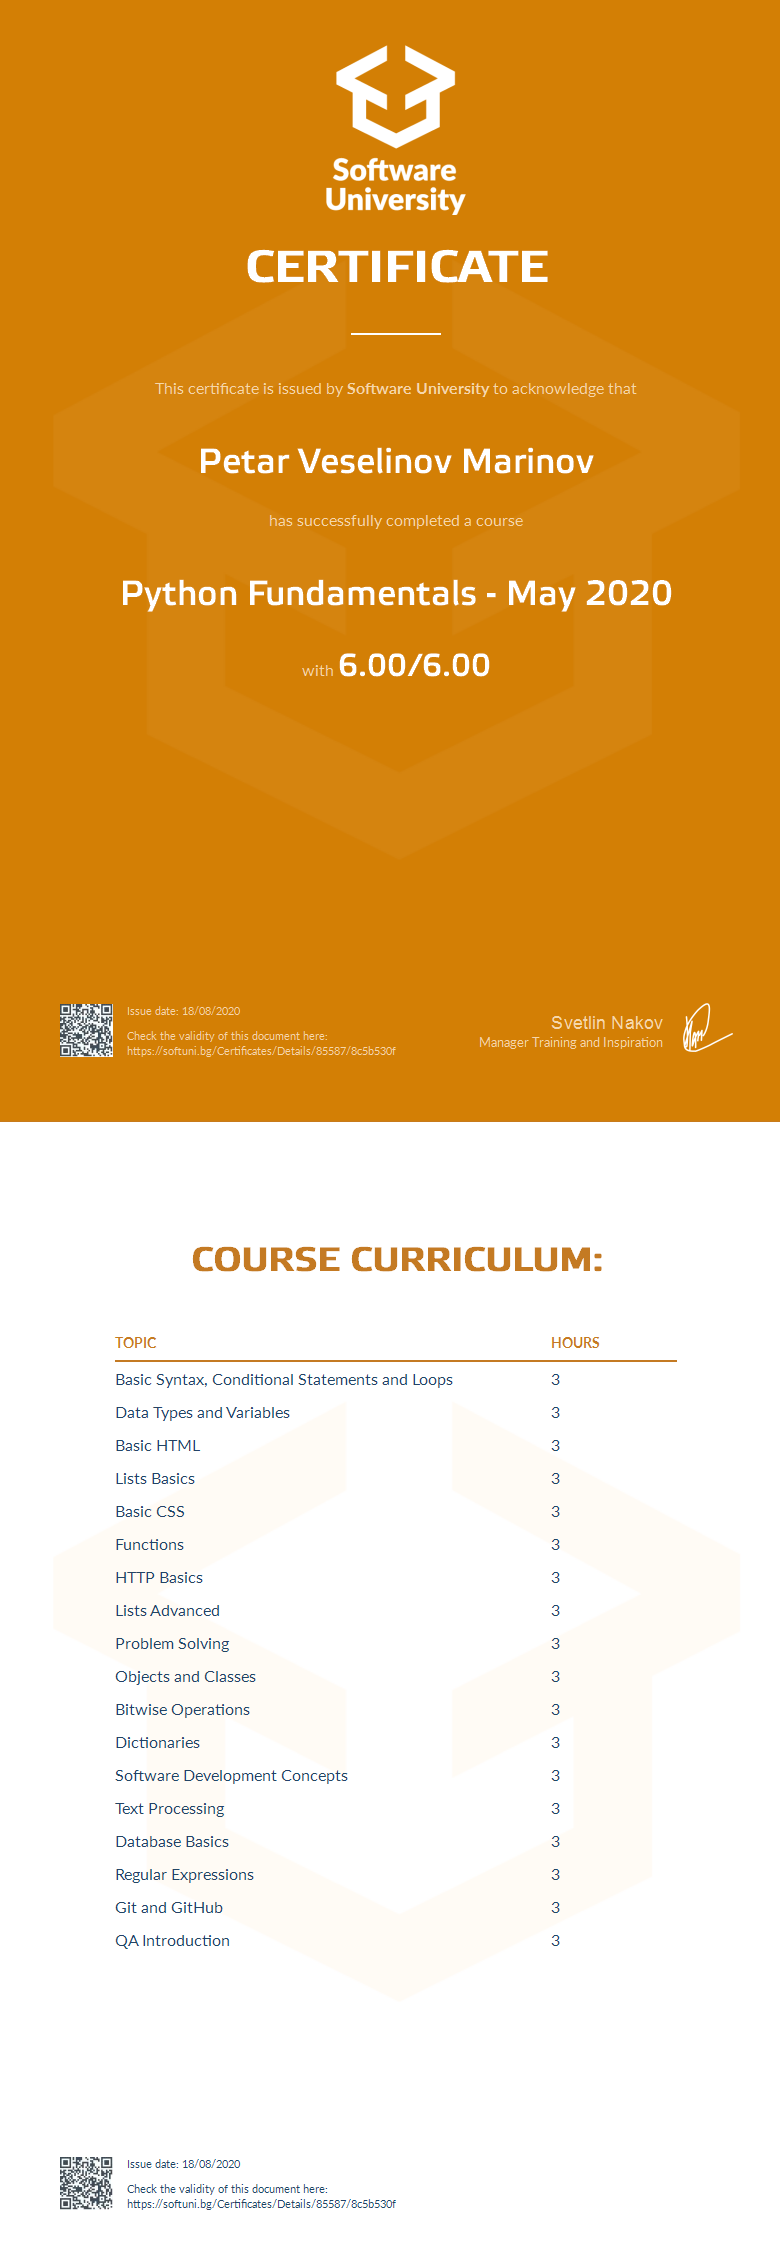 Software
University
CERTIFICATE
This certificate is issued by Software University to acknowledge that
Petar Veselinov Marinov
has successfully completed a course
Python Fundamentals - May 2020
with 6.00/6.00
Issue date: 18/08/2020
Check the validity of this document here:
https://softuni.bg/Certificates/Details/85587/8c5b530f
Svetlin Nakov
Manager Training and Inspiration
COURSE CURRICULUM:
TOPIC HOURS
Basic Syntax, Conditional Statements and Loops 3
Data Types and Variables 3
Basic HTML 3
Lists Basics 3
Basic CSS 3
Functions 3
HTTP Basics 3
Lists Advanced 3
Problem Solving 3
Objects and Classes 3
Bitwise Operations 3
Dictionaries 3
Software Development Concepts 3
Text Processing 3
Database Basics 3
Regular Expressions 3
Git and GitHub 3
QA Introduction 3
Issue date: 18/08/2020
Check the validity of this document here:
https://softuni.bg/Certificates/Details/85587/8c5b530f